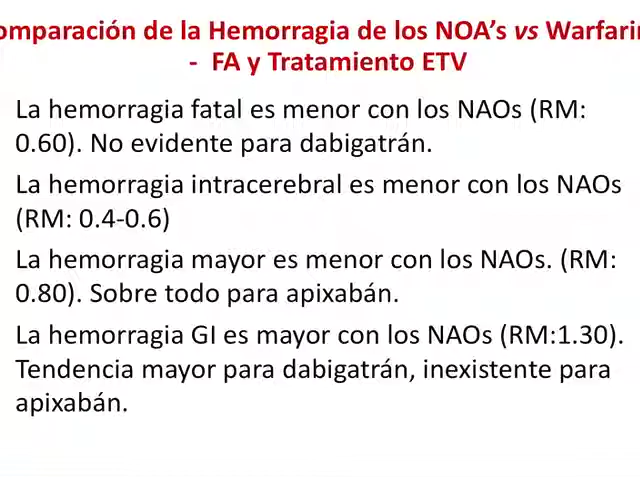 omparación de la Hemorragia de los NOA’s vs Warfarin
- FA y Tratamiento ETV
La hemorragia fatal es menor con los NAOs (RM:
0.60). No evidente para dabigatrán.
La hemorragia intracerebral es menor con los NAOs
(RM: 0.4-0.6)
La hemorragia mayor es menor con los NAOs. (RM:
0.80). Sobre todo para apixabán.
La hemorragia GI es mayor con los NAOs (RM:1.30).
Tendencia mayor para dabigatrán, inexistente para
apixabán.